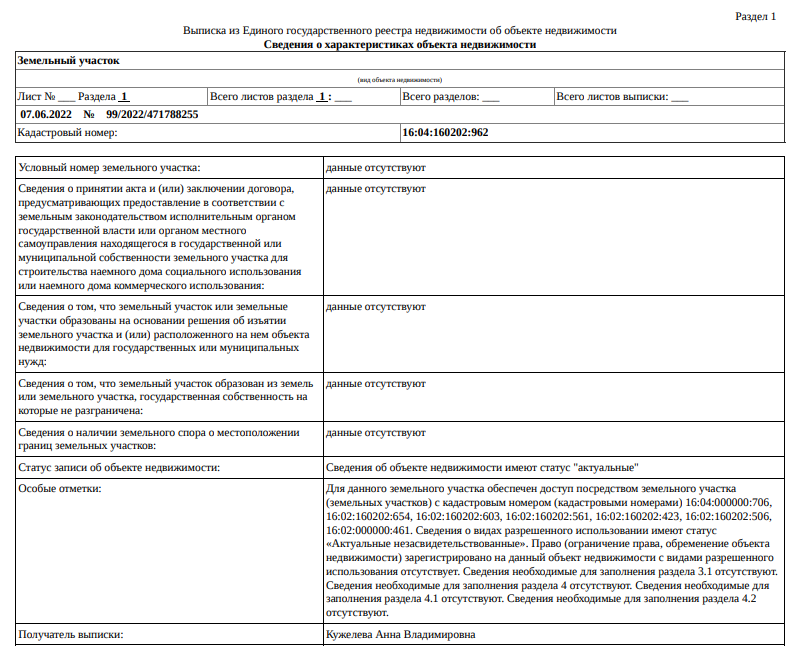 Раздел 1
Выписка из Единого государственного реестра недвижимости об объекте недвижимости
Сведения о характеристиках объекта недвижимости
Земельный участок
(вид объекта недвижимости)
Лист № ___ Раздела 1 Всего листов раздела 1 : ___ Всего разделов: ___ Всего листов выписки: ___
07.06.2022 № 99/2022/471788255
Кадастровый номер: 16:04:160202:962
Условный номер земельного участка: данные отсутствуют
Сведения о принятии акта и (или) заключении договора, данные отсутствуют
предусматривающих предоставление в соответствии с
земельным законодательством исполнительным органом
государственной власти или органом местного
самоуправления находящегося в государственной или
муниципальной собственности земельного участка для
строительства наемного дома социального использования
или наемного дома коммерческого использования:
Сведения о том, что земельный участок или земельные данные отсутствуют
участки образованы на основании решения об изъятии
земельного участка и (или) расположенного на нем объекта
недвижимости для государственных или муниципальных
нужд:
Сведения о том, что земельный участок образован из земель данные отсутствуют
или земельного участка, государственная собственность на
которые не разграничена:
Сведения о наличии земельного спора о местоположении данные отсутствуют
границ земельных участков:
Статус записи об объекте недвижимости: Сведения об объекте недвижимости имеют статус "актуальные"
Особые отметки: Для данного земельного участка обеспечен доступ посредством земельного участка
(земельных участков) с кадастровым номером (кадастровыми номерами) 16:04:000000:706,
16:02:160202:654, 16:02:160202:603, 16:02:160202:561, 16:02:160202:423, 16:02:160202:506,
16:02:000000:461. Сведения о видах разрешенного использовании имеют статус
«Актуальные незасвидетельствованные». Право (ограничение права, обременение объекта
недвижимости) зарегистрировано на данный объект недвижимости с видами разрешенного
использования отсутствует. Сведения необходимые для заполнения раздела 3.1 отсутствуют.
Сведения необходимые для заполнения раздела 4 отсутствуют. Сведения необходимые для
заполнения раздела 4.1 отсутствуют. Сведения необходимые для заполнения раздела 4.2
отсутствуют.
Получатель выписки: Кужелева Анна Владимировна